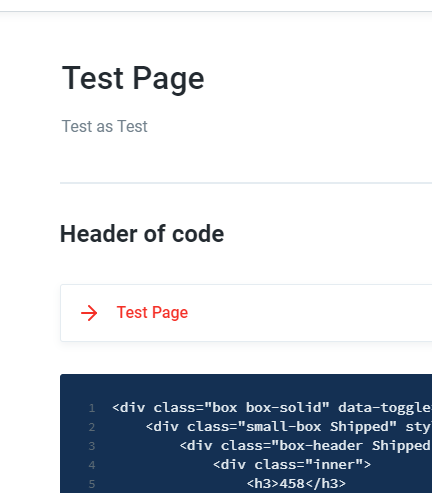 Test Page
Test as Test
Header of code
Test Page
1 <div class="box box-solid" data-toggle
2 <div class="small-box Shipped" sty
3 <div class="box-header Shipped
4 <div class="inner">
5 <h3>458</h3>